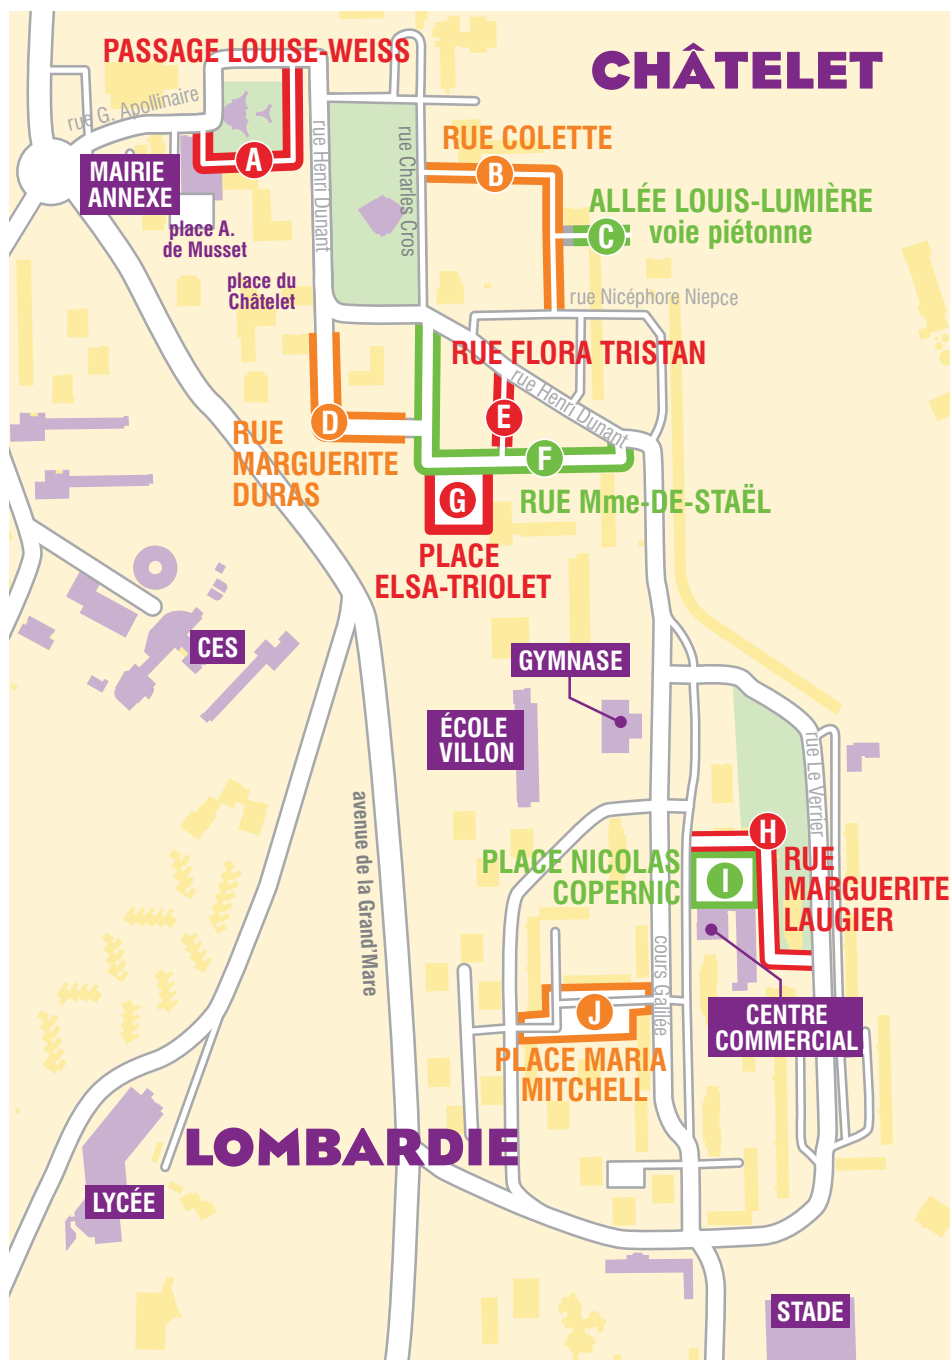 PASSAGE LOUISE-WEISS
CHÂTELET
rue G. Apollinaire
A
rue Henri Dunant
rue Charles Cros
RUE COLETTE
B
MAIRIE
ANNEXE
ALLÉE LOUIS-LUMIÈRE
voie piétonne
C
place A.
de Musset
place du
Châtelet
rue Nicéphore Niepce
RUE FLORA TRISTAN
rue Henri Dunant
D
E
RUE
MARGUERITE
DURAS
F
G
RUE Mme-DE-STAËL
PLACE
ELSA-TRIOLET
CES
GYMNASE
ÉCOLE
VILLON
rue Le Verrier
avenue de la Grand'Mare
H
PLACE NICOLAS
COPERNIC
I
RUE
MARGUERITE
LAUGIER
cours Galilée
J
CENTRE
COMMERCIAL
PLACE MARIA
MITCHELL
LOMBARDIE
LYCÉE
STADE